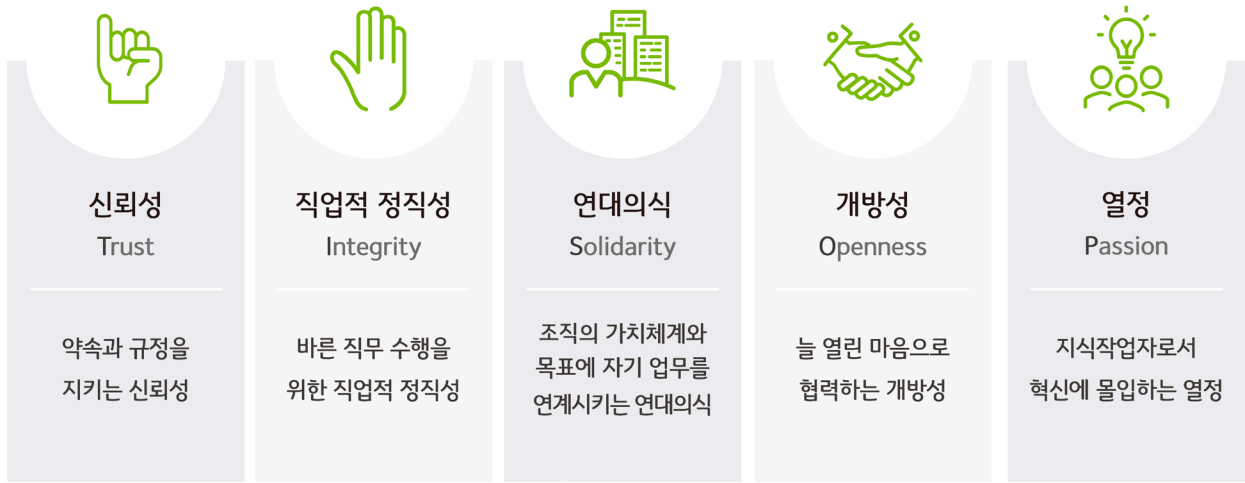 신뢰성
Trust
약속과 규정을
지키는 신뢰성
직업적 정직성
Integrity
바른 직무 수행을
위한 직업적 정직성
연대의식
Solidarity
조직의 가치체계와
목표에 자기 업무를
연계시키는 연대의식
개방성
Openness
늘 열린 마음으로
협력하는 개방성
열정
Passion
지식작업자로서
혁신에 몰입하는 열정